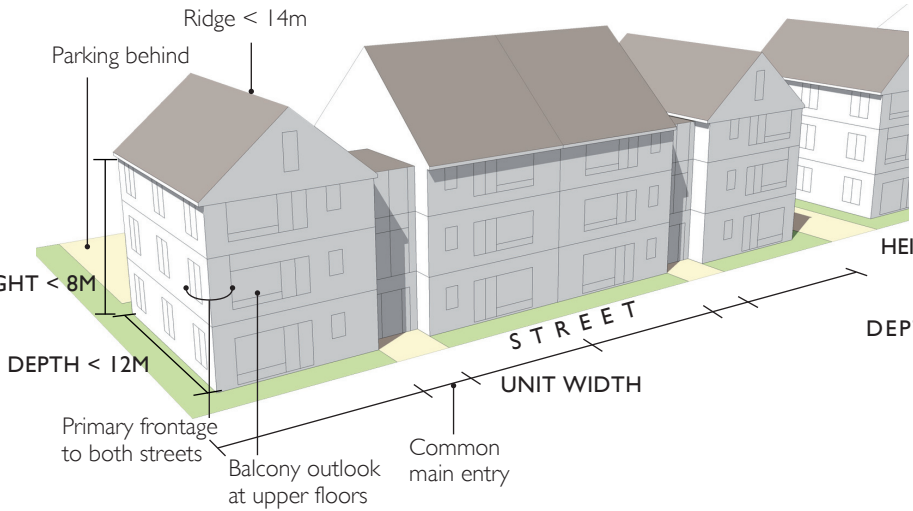 Ridge < 14m
Parking behind
GHT < 8M
HEI
STREET
DEPTH < 12M
DEP
UNIT WIDTH
Primary frontage
to both streets
Common
main entry
Balcony outlook
at upper floors